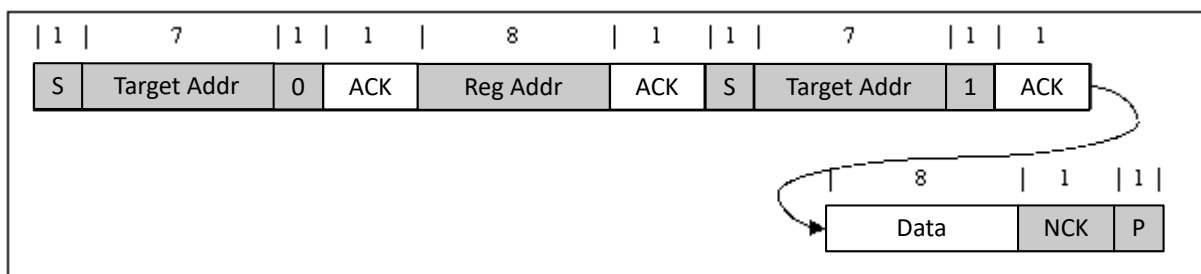 | 1 | 7 | 1 | 1 | 8 | 1 | 1 | 7 | 1 | 1
S Target Addr 0 ACK Reg Addr ACK S Target Addr 1 ACK
| 8 | 1 | 1 |
Data NCK P